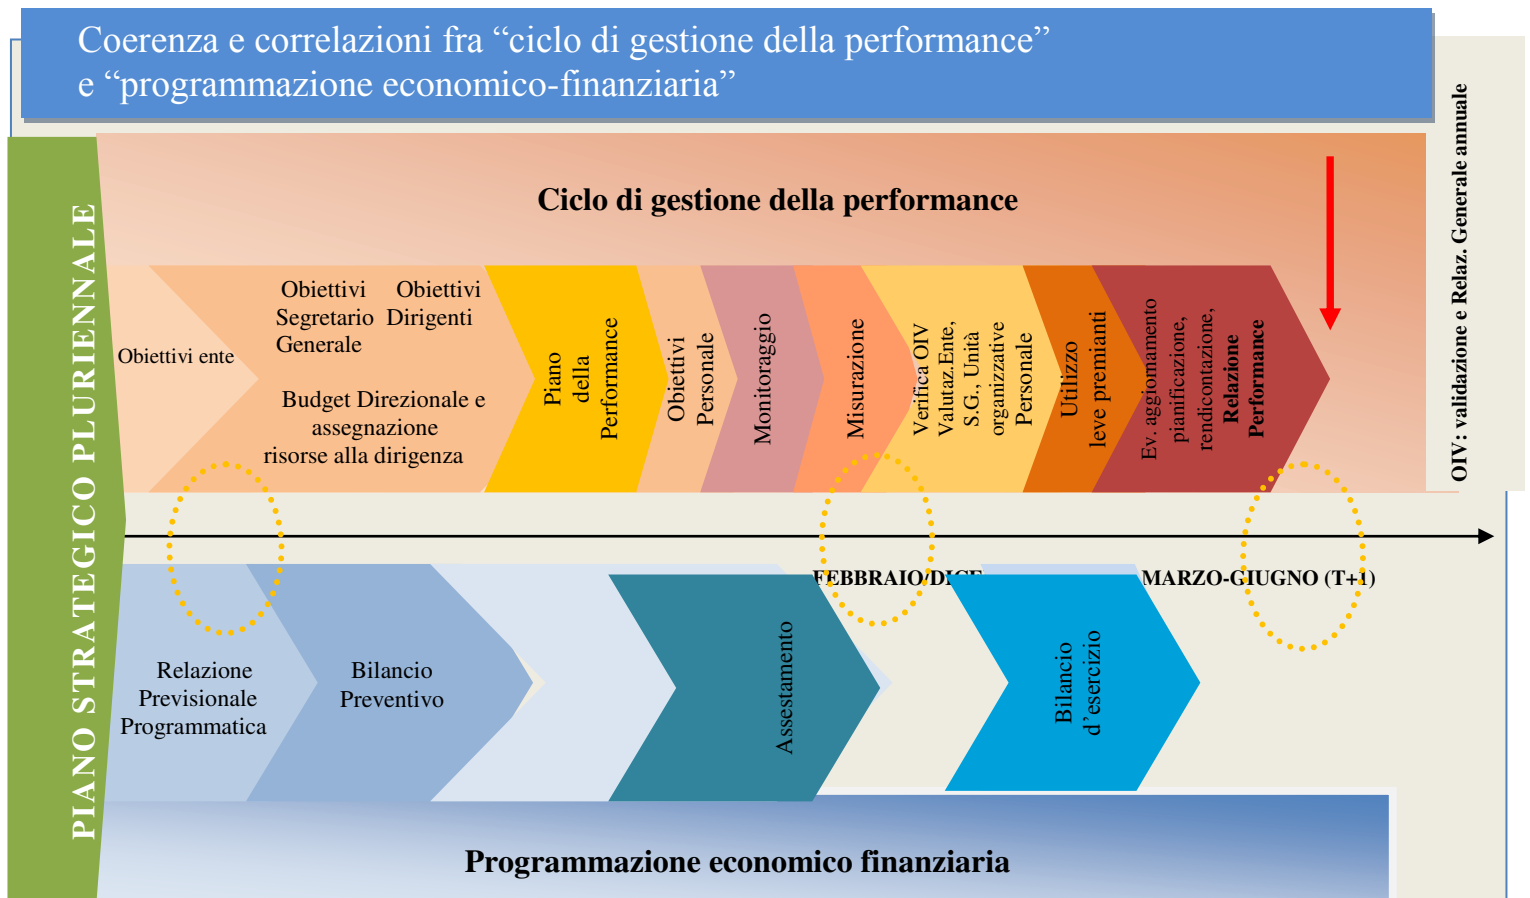 Coerenza e correlazioni fra “ciclo di gestione della performance”
e “programmazione economico-finanziaria”
PIANO STRATEGICO PLURIENNALE
Ciclo di gestione della performance
Obiettivi ente
Obiettivi
Segretario
Generale
Obiettivi
Dirigenti
Budget Direzionale e
assegnazione
risorse alla dirigenza
Piano
della
Performance
Obiettivi
Personale
Monitoraggio
Misurazione
Verifica OIV
Valutaz.Ente,
S.G., Unità
organizzative
Personale
Utilizzo
leve premianti
Ev. aggiornamento
pianificazione,
rendicontazione,
Relazione
Performance
OIV: validazione e Relaz. Generale annuale
FEBBRAIO/DICE
MARZO-GIUGNO (T+1)
Relazione
Previsionale
Programmatica
Bilancio
Preventivo
Assestamento
Bilancio
d’esercizio
Programmazione economico finanziaria